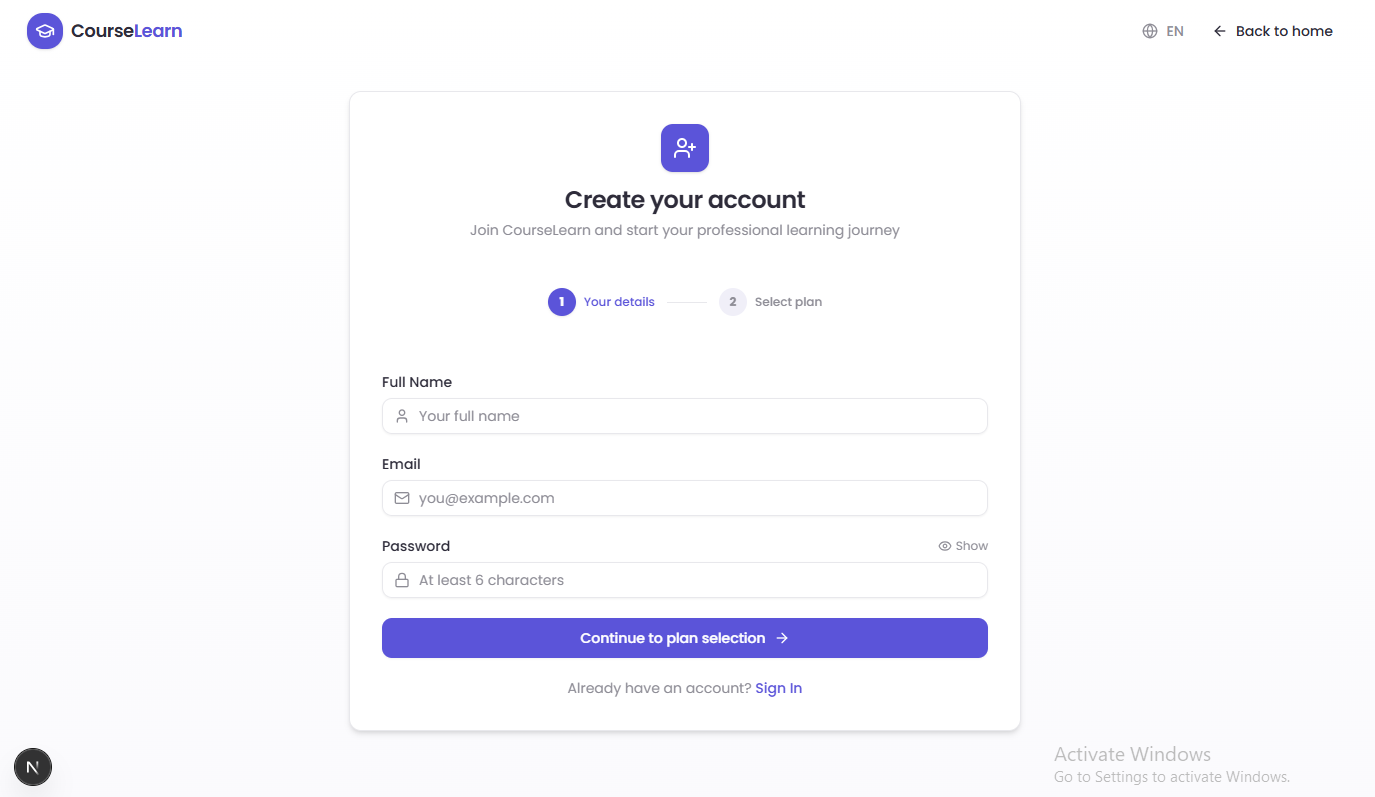 CourseLearn
EN
Back to home
Create your account
Join CourseLearn and start your professional learning journey
1 Your details
2 Select plan
Full Name
Your full name
Email
you@example.com
Password
Show
At least 6 characters
Continue to plan selection
Already have an account? Sign In
N
Activate Windows
Go to Settings to activate Windows.